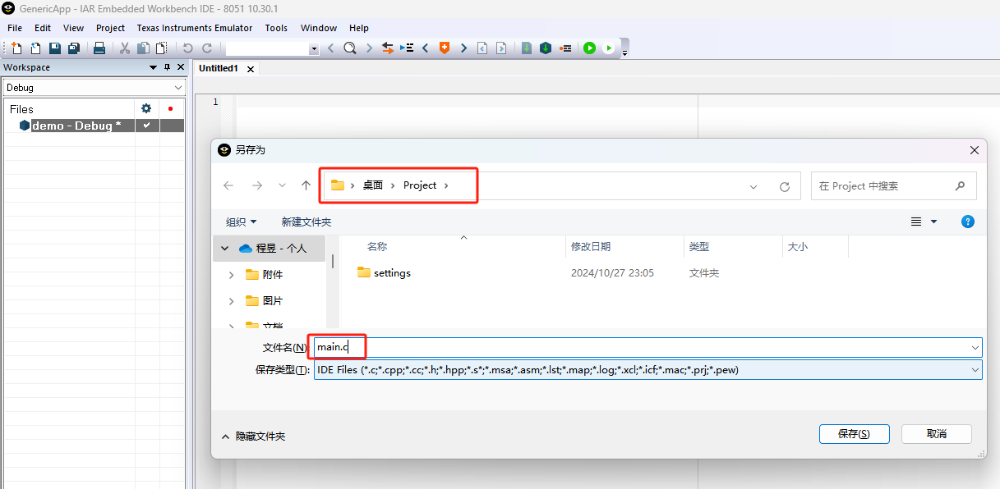 GenericApp - IAR Embedded Workbench IDE - 8051 10.30.1
File Edit View Project Texas Instruments Emulator Tools Window Help
Workspace
Untitled1
Debug
Files
1
demo - Debug *
另存为
桌面 Project
在 Project 中搜索
组织 新建文件夹
程昱 - 个人
名称 修改日期 类型 大小
附件
settings 2024/10/27 23:05 文件夹
图片
文档
文件名(N) main.c
保存类型(T): IDE Files (*.c;*.cpp;*.cc;*.h;*.hpp;*.s*;*.msa;*.asm;*.lst;*.map;*.log;*.xcl;*.icf;*.mac;*.prj;*.pew)
隐藏文件夹
保存(S) 取消